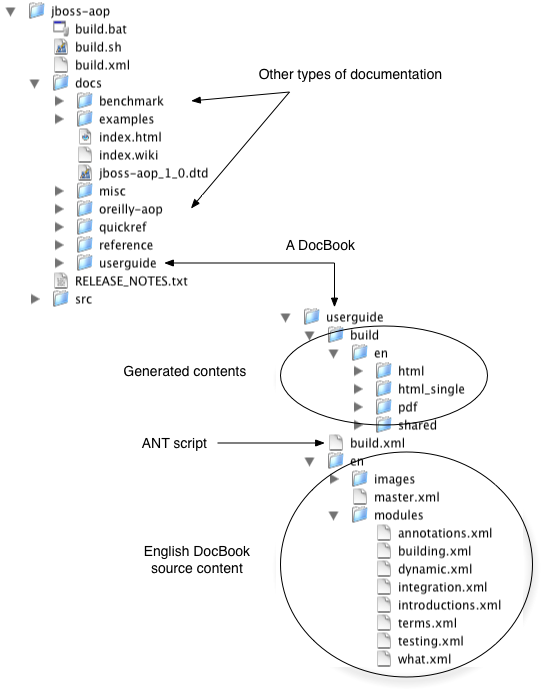 jboss-aop
build.bat
build.sh
build.xml
docs
Other types of documentation
benchmark
examples
index.html
index.wiki
jboss-aop_1_0.dtd
misc
oreilly-aop
quickref
reference
A DocBook
userguide
RELEASE_NOTES.txt
src
userguide
build
en
Generated contents
html
html_single
pdf
shared
ANT script
build.xml
en
images
master.xml
modules
annotations.xml
English DocBook
source content
building.xml
dynamic.xml
integration.xml
introductions.xml
terms.xml
testing.xml
what.xml